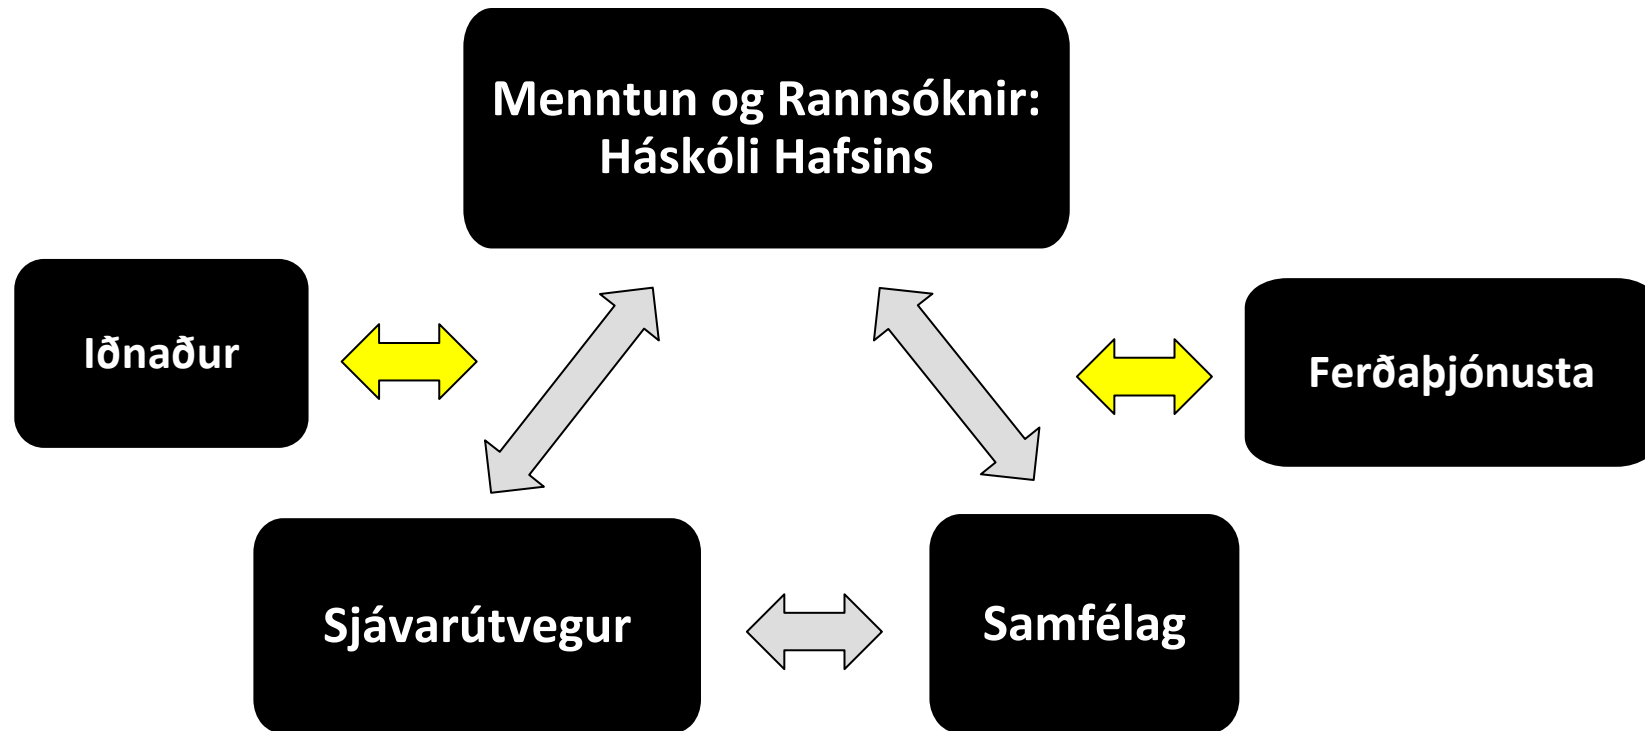 Menntun og Rannsóknir:
Háskóli Hafsins
Iðnaður
Ferðaþjónusta
Sjávarútvegur
Samfélag